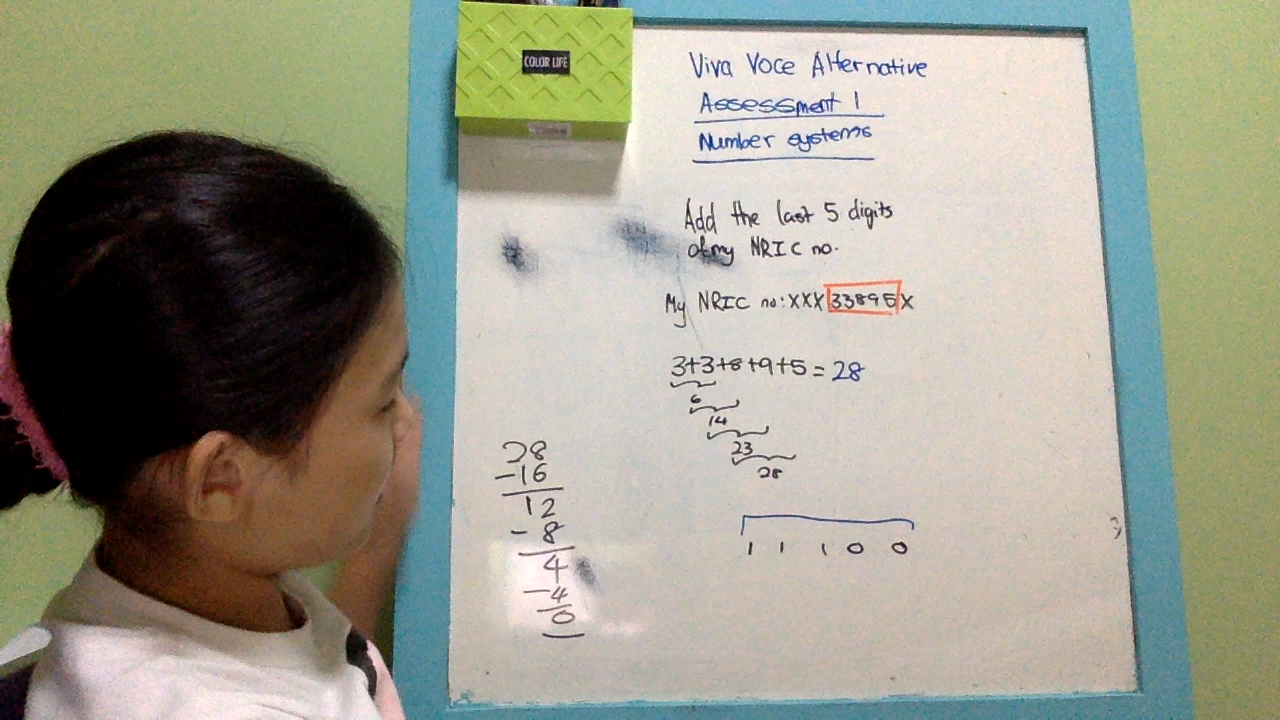 COLOR LIFE
Viva Voce Alternative
Assessment 1
Number systems
Add the last 5 digits
of my NRIC no.
My NRIC no: XXX33895X
3+3+8+9+5 = 28
6
14
23
28
28
-16
12
- 8
4
-4
0
1 1 1 0 0